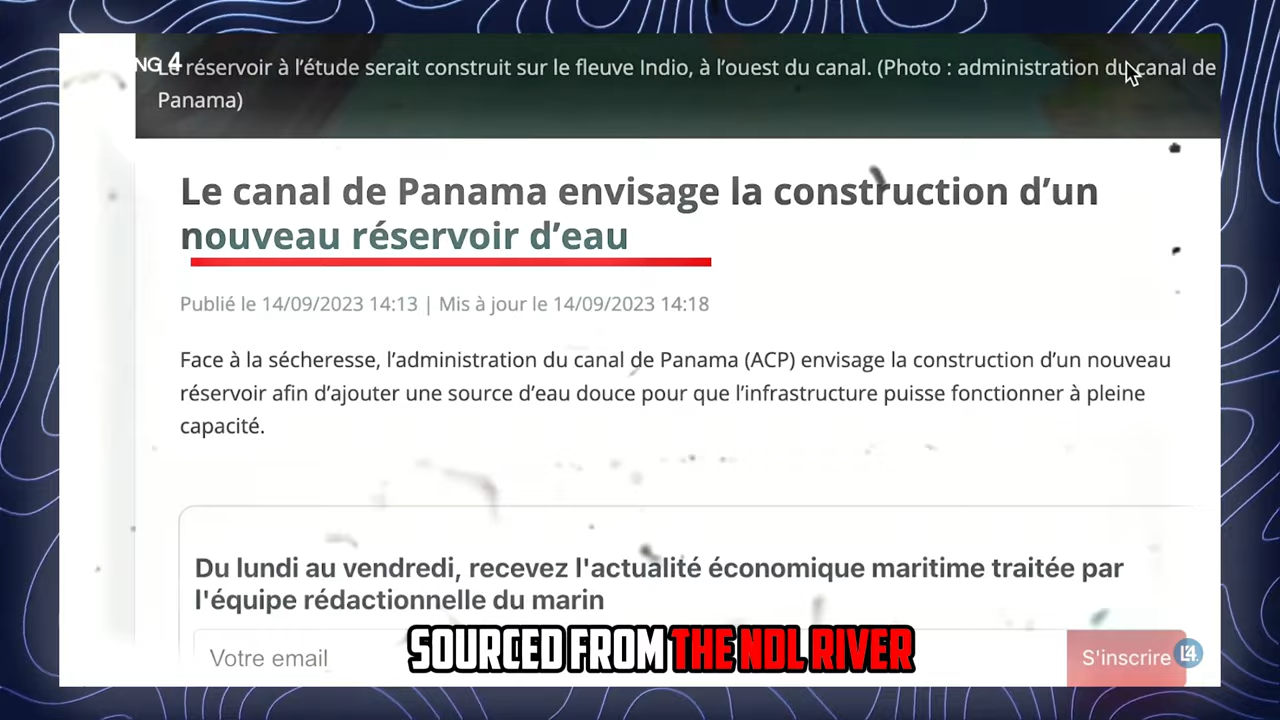 NG 4
Le réservoir à l’étude serait construit sur le fleuve Indio, à l’ouest du canal. (Photo : administration du canal de
Panama)
Le canal de Panama envisage la construction d’un
nouveau réservoir d’eau
Publié le 14/09/2023 14:13 | Mis à jour le 14/09/2023 14:18
Face à la sécheresse, l’administration du canal de Panama (ACP) envisage la construction d’un nouveau
réservoir afin d’ajouter une source d’eau douce pour que l’infrastructure puisse fonctionner à pleine
capacité.
Du lundi au vendredi, recevez l'actualité économique maritime traitée par
l'équipe rédactionnelle du marin
SOURCED FROM THE NDL RIVER
Votre email
S'inscrire
L4.